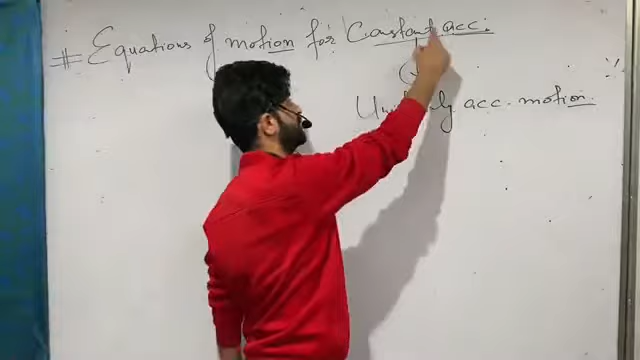 # Equations of motion for Constant acc:
acc. motion.